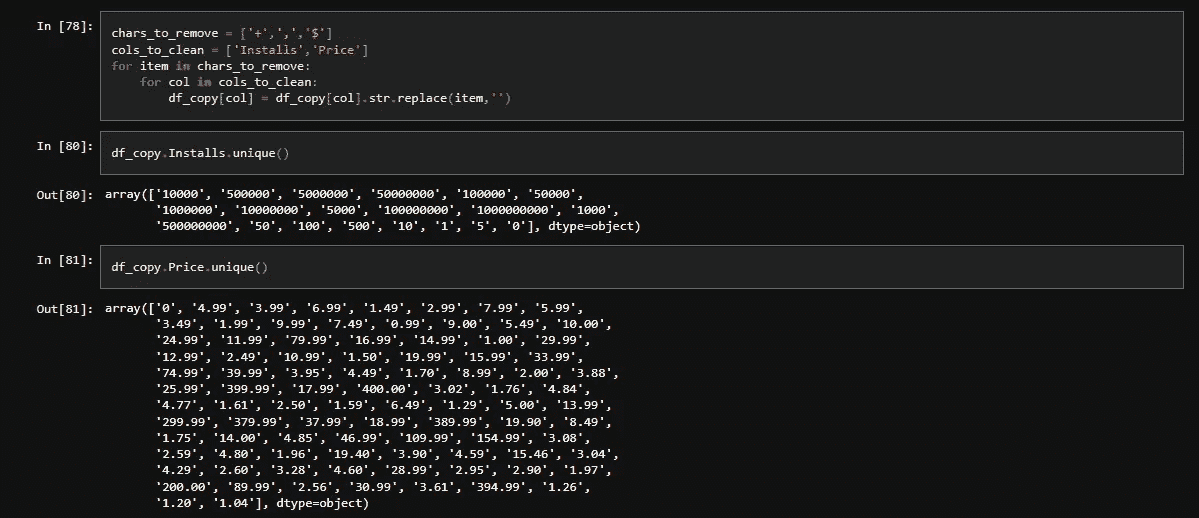 In [78]:
chars_to_remove = ['+',',','$']
cols_to_clean = ['Installs','Price']
for item in chars_to_remove:
    for col in cols_to_clean:
        df_copy[col] = df_copy[col].str.replace(item,'')
In [80]:
df_copy.Installs.unique()
Out[80]: array(['10000', '500000', '5000000', '50000000', '100000', '50000',
'1000000', '10000000', '5000', '100000000', '1000000000', '1000',
'500000000', '50', '100', '500', '10', '1', '5', '0'], dtype=object)
In [81]:
df_copy.Price.unique()
Out[81]: array(['0', '4.99', '3.99', '6.99', '1.49', '2.99', '7.99', '5.99',
'3.49', '1.99', '9.99', '7.49', '0.99', '9.00', '5.49', '10.00',
'24.99', '11.99', '79.99', '16.99', '14.99', '1.00', '29.99',
'12.99', '2.49', '10.99', '1.50', '19.99', '15.99', '33.99',
'74.99', '39.99', '3.95', '4.49', '1.70', '8.99', '2.00', '3.88',
'25.99', '399.99', '17.99', '400.00', '3.02', '1.76', '4.84',
'4.77', '1.61', '2.50', '1.59', '6.49', '1.29', '5.00', '13.99',
'299.99', '379.99', '37.99', '18.99', '389.99', '19.90', '8.49',
'1.75', '14.00', '4.85', '46.99', '109.99', '154.99', '3.08',
'2.59', '4.80', '1.96', '19.40', '3.90', '4.59', '15.46', '3.04',
'4.29', '2.60', '3.28', '4.60', '28.99', '2.95', '2.90', '1.97',
'200.00', '89.99', '2.56', '30.99', '3.61', '394.99', '1.26',
'1.20', '1.04'], dtype=object)